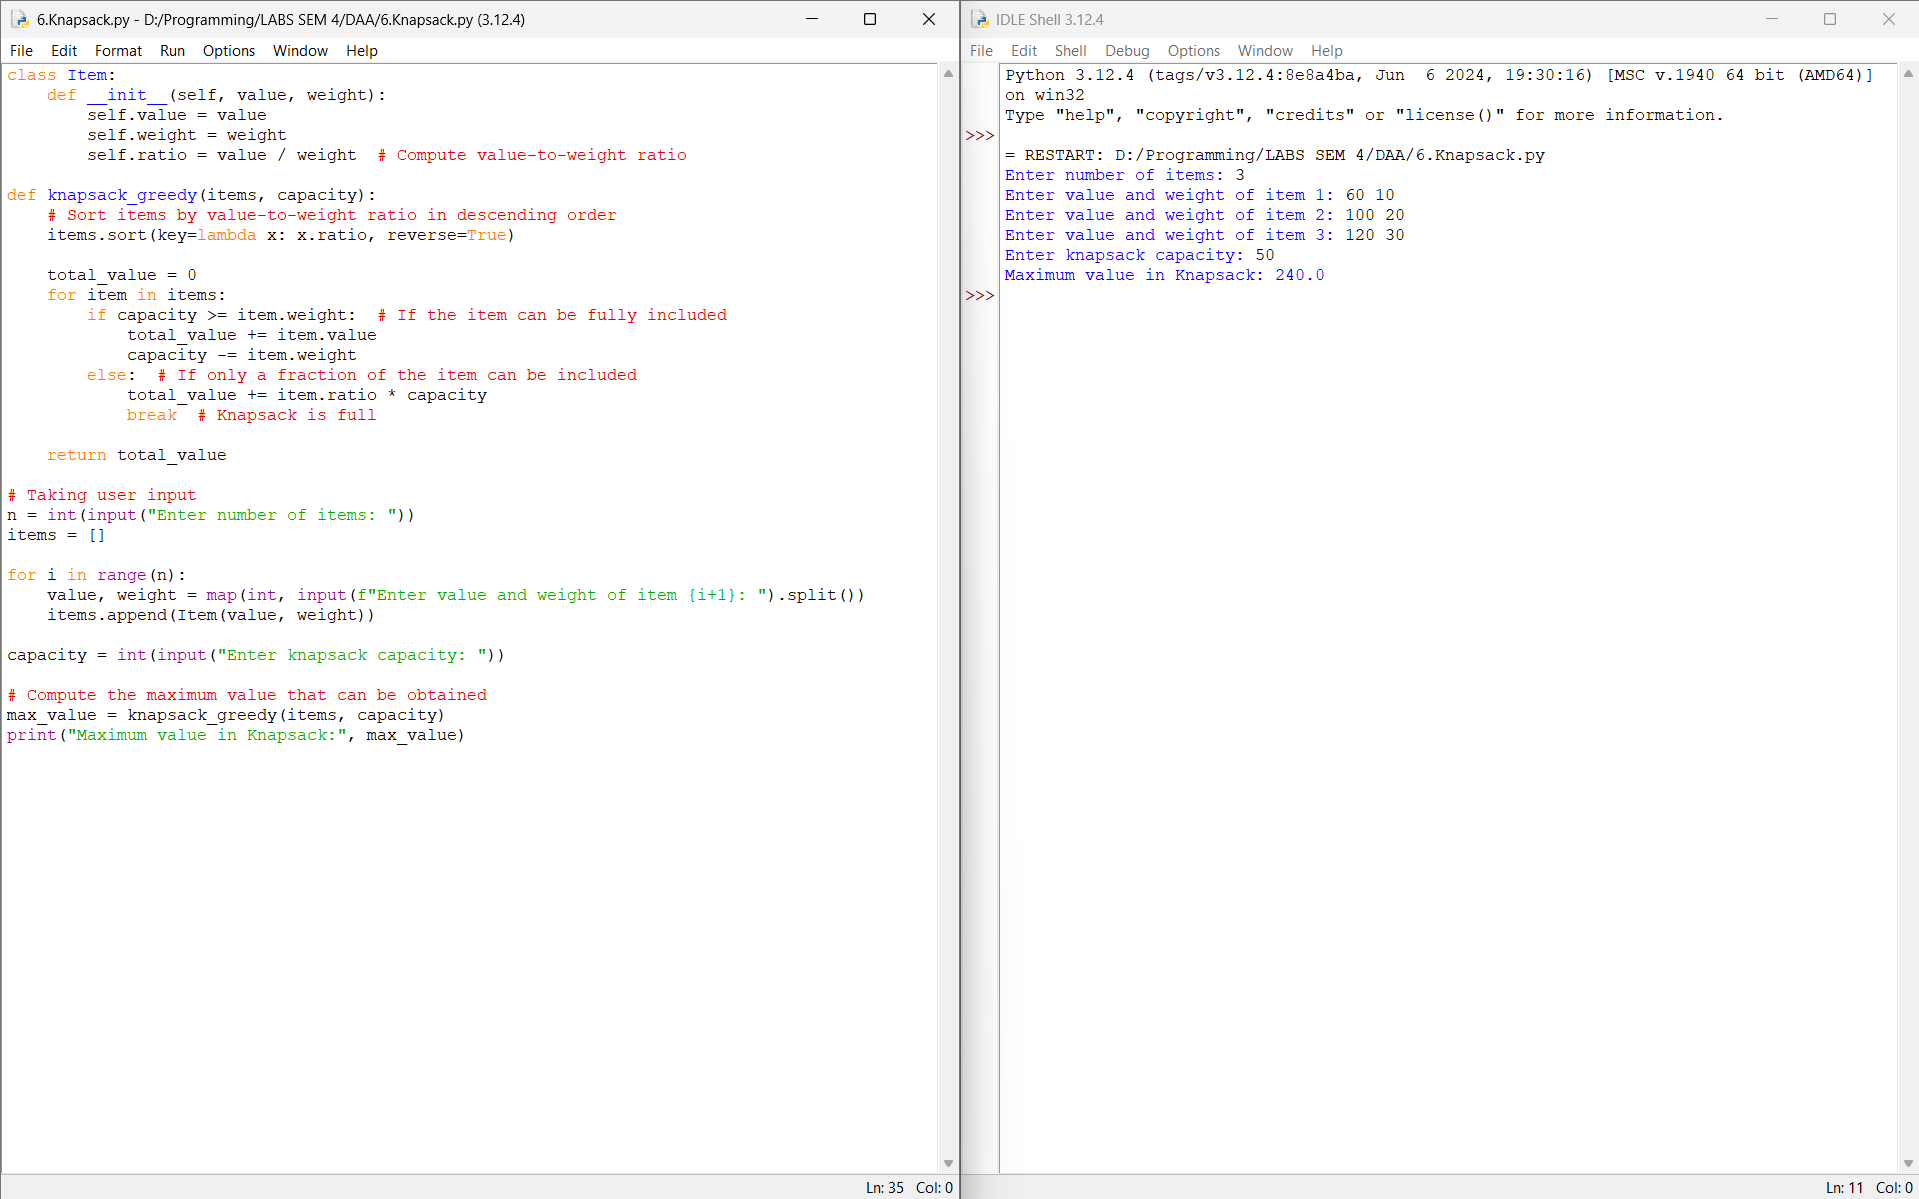 6.Knapsack.py - D:/Programming/LABS SEM 4/DAA/6.Knapsack.py (3.12.4)
File Edit Format Run Options Window Help
class Item:
    def __init__(self, value, weight):
        self.value = value
        self.weight = weight
        self.ratio = value / weight  # Compute value-to-weight ratio

def knapsack_greedy(items, capacity):
    # Sort items by value-to-weight ratio in descending order
    items.sort(key=lambda x: x.ratio, reverse=True)

    total_value = 0
    for item in items:
        if capacity >= item.weight:  # If the item can be fully included
            total_value += item.value
            capacity -= item.weight
        else:  # If only a fraction of the item can be included
            total_value += item.ratio * capacity
            break  # Knapsack is full

    return total_value

# Taking user input
n = int(input("Enter number of items: "))
items = []

for i in range(n):
    value, weight = map(int, input(f"Enter value and weight of item {i+1}: ").split())
    items.append(Item(value, weight))

capacity = int(input("Enter knapsack capacity: "))

# Compute the maximum value that can be obtained
max_value = knapsack_greedy(items, capacity)
print("Maximum value in Knapsack:", max_value)
Ln: 35 Col: 0
IDLE Shell 3.12.4
File Edit Shell Debug Options Window Help
Python 3.12.4 (tags/v3.12.4:8e8a4ba, Jun  6 2024, 19:30:16) [MSC v.1940 64 bit (AMD64)]
on win32
Type "help", "copyright", "credits" or "license()" for more information.
>>>
= RESTART: D:/Programming/LABS SEM 4/DAA/6.Knapsack.py
Enter number of items: 3
Enter value and weight of item 1: 60 10
Enter value and weight of item 2: 100 20
Enter value and weight of item 3: 120 30
Enter knapsack capacity: 50
Maximum value in Knapsack: 240.0
>>>
Ln: 11 Col: 0